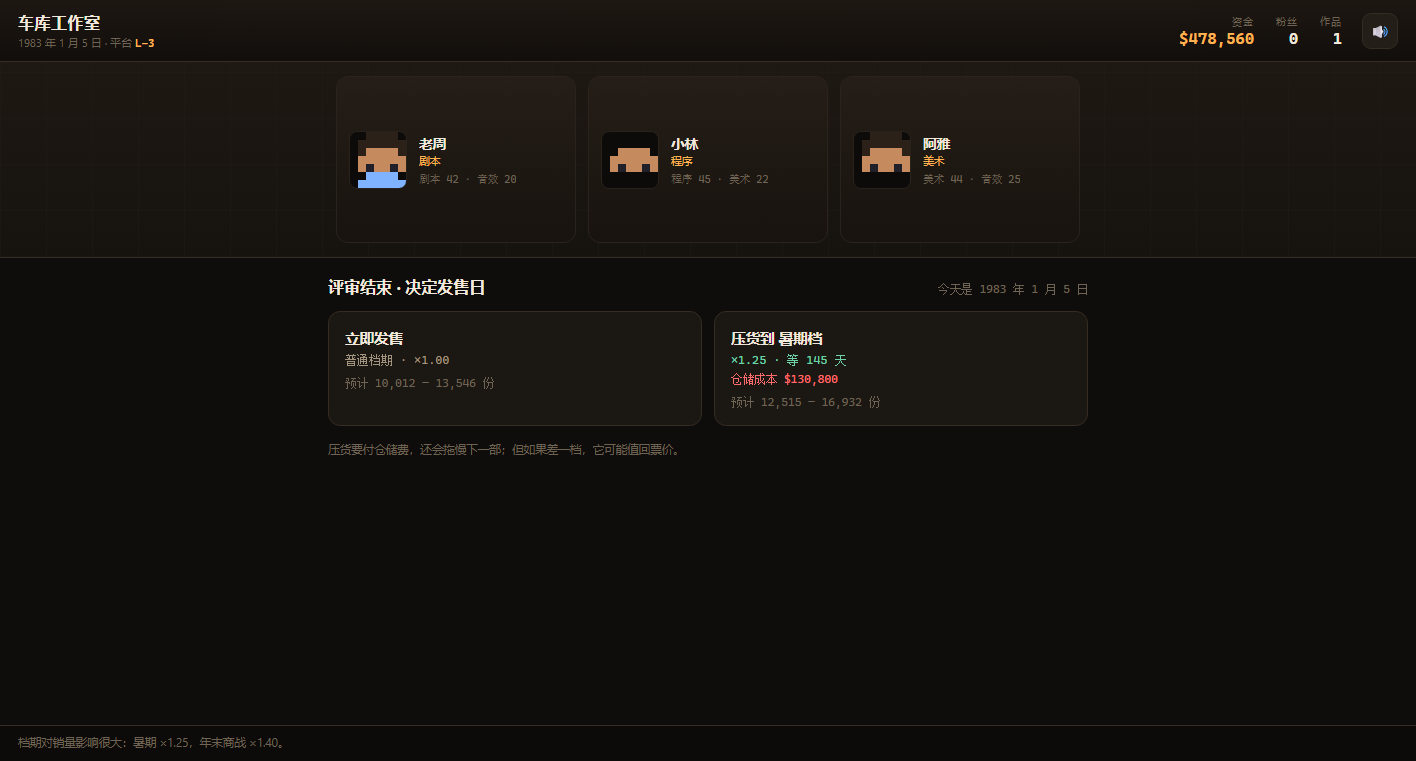 车库工作室
1983 年 1 月 5 日 · 平台 L-3
资金 粉丝 作品
$478,560 0 1
老周
剧本
剧本 42 · 音效 20
小林
程序
程序 45 · 美术 22
阿雅
美术
美术 44 · 音效 25
评审结束 · 决定发售日
今天是 1983 年 1 月 5 日
立即发售
普通档期 · ×1.00
预计 10,012 – 13,546 份
压货到 暑期档
×1.25 · 等 145 天
仓储成本 $130,800
预计 12,515 – 16,932 份
压货要付仓储费，还会拖慢下一部；但如果差一档，它可能值回票价。
档期对销量影响很大：暑期 ×1.25，年末商战 ×1.40。